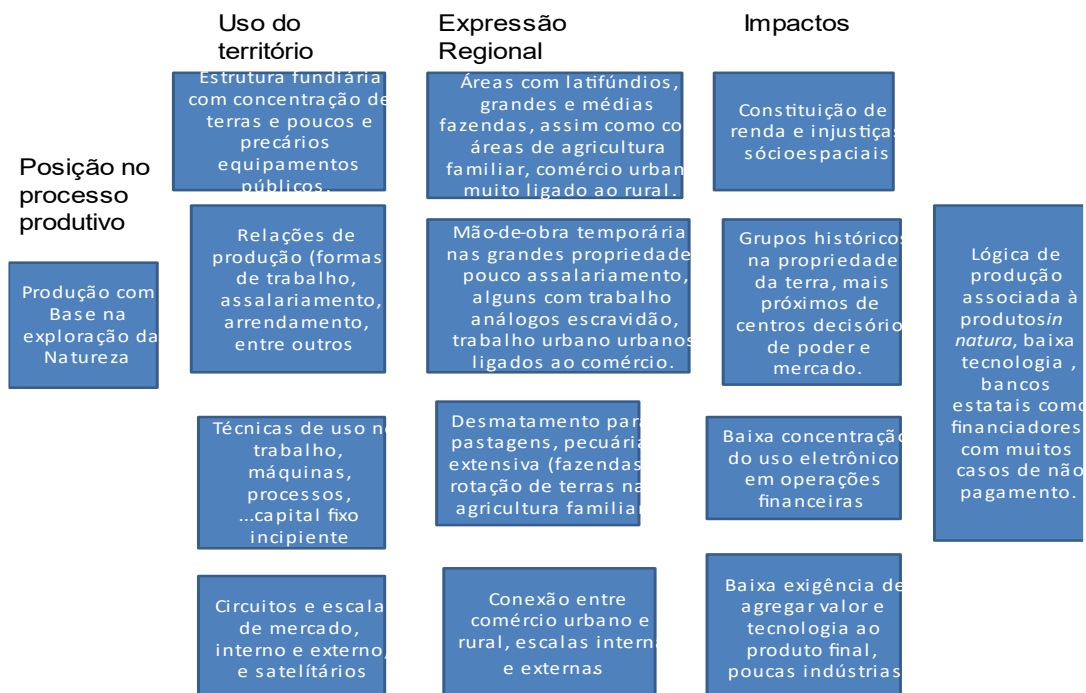 Posição no
processo
produtivo
Produção com
Base na
exploração da
Natureza
Uso do
território
Estrutura fundiária
com concentração de
terras e poucos e
precários
equipamentos
públicos.
Relações de
produção (formas
de trabalho,
assalariamento,
arrendamento,
entre outros
Técnicas de uso no
trabalho,
máquinas,
processos,
...capital fixo
incipiente
Circuitos e escala
de mercado,
interno e externo,
e satelitários
Expressão
Regional
Áreas com latifúndios,
grandes e médias
fazendas, assim como co
áreas de agricultura
familiar, comércio urban
muito ligado ao rural.
Mão-de-obra temporária
nas grandes propriedade
pouco assalariamento,
alguns com trabalho
análogos escravidão,
trabalho urbano urbanos
ligados ao comércio.
Desmatamento para
pastagens, pecuária
extensiva (fazendas
rotação de terras na
agricultura familiar
Conexão entre
comércio urbano e
rural, escalas interna
e externas
Impactos
Constituição de
renda e injustiças
sócioespaciais
Grupos históricos
na propriedade
da terra, mais
próximos de
centros decisório
de poder e
mercado.
Baixa concentração
do uso eletrônico
em operações
financeiras
Baixa exigência de
agregar valor e
tecnologia ao
produto final,
poucas indústrias
Lógica de
produção
associada à
produtosin
natura, baixa
tecnologia ,
bancos
estatais como
financiadores
com muitos
casos de não
pagamento.